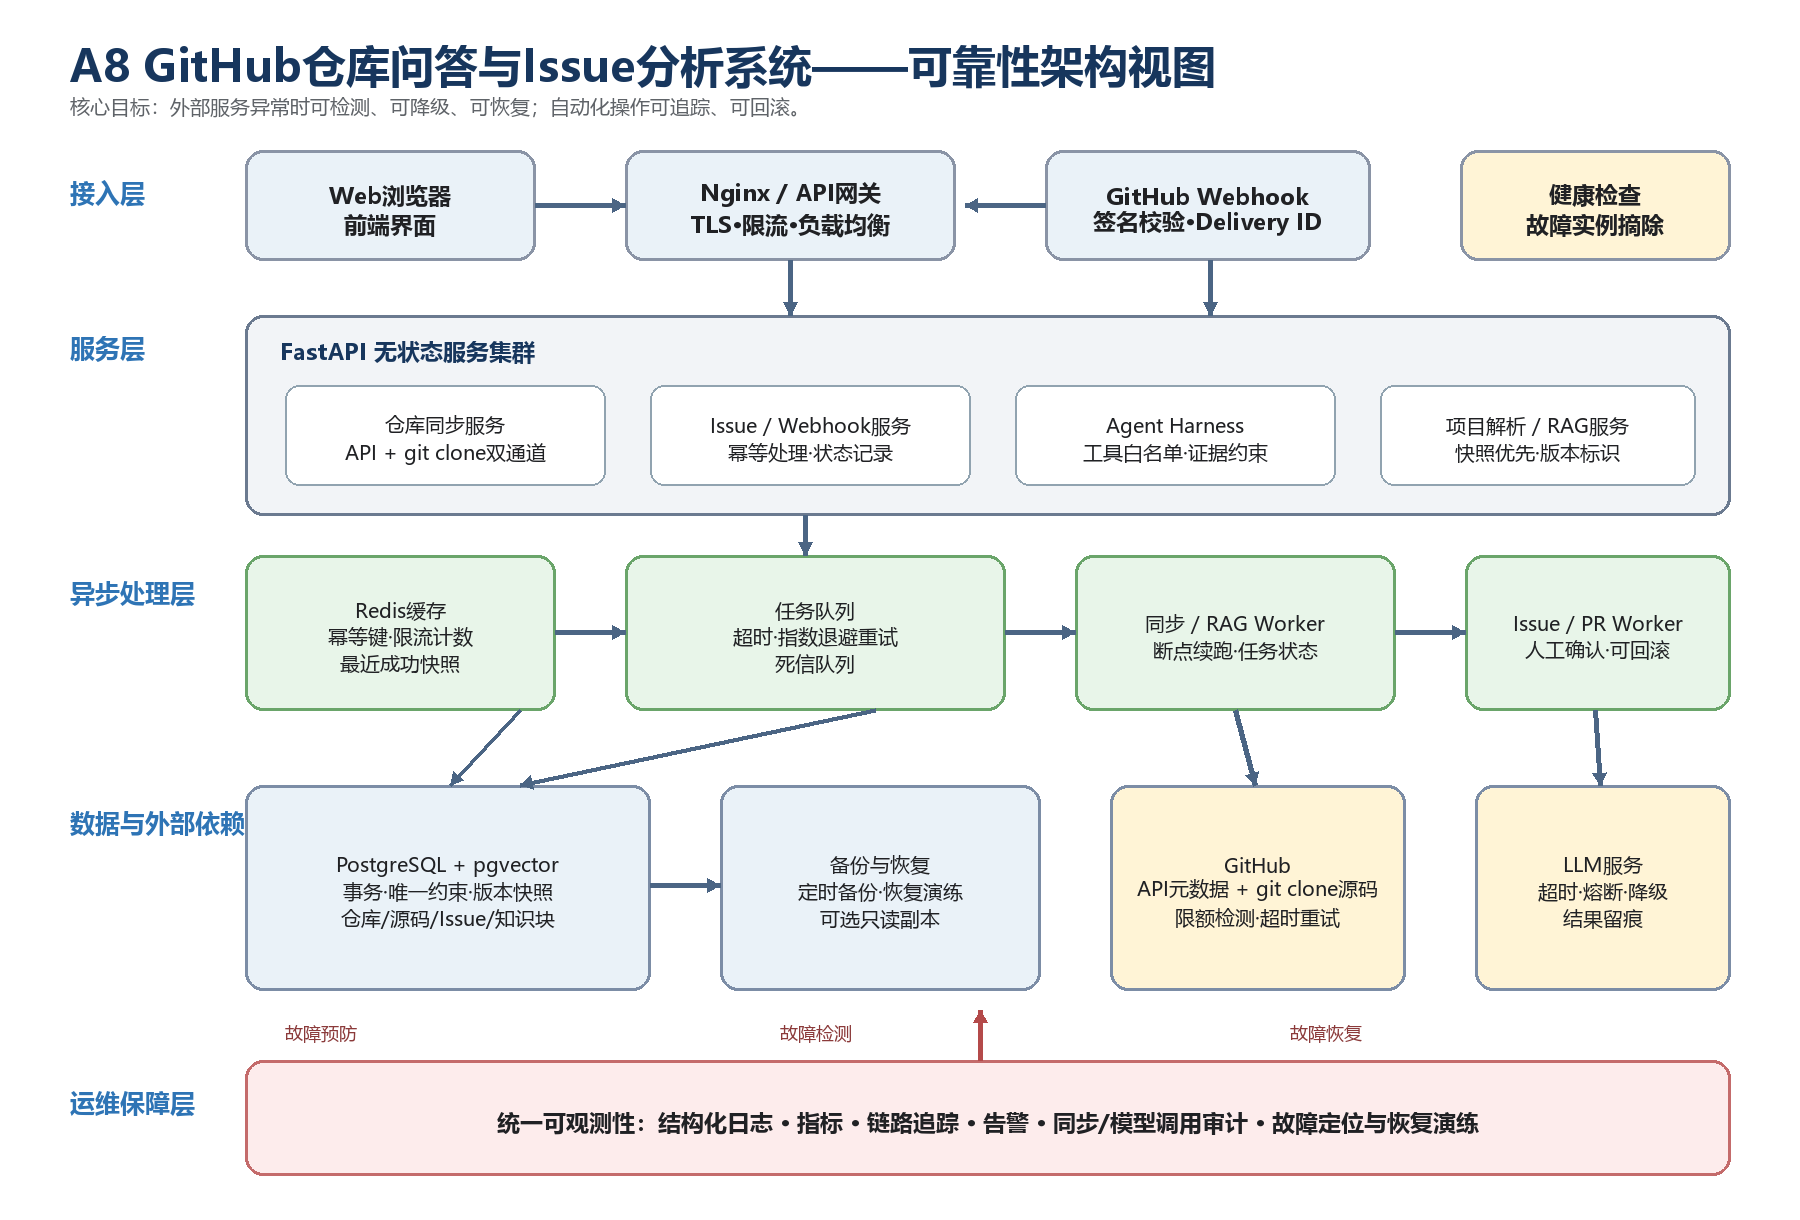 A8 GitHub仓库问答与Issue分析系统——可靠性架构视图
核心目标：外部服务异常时可检测、可降级、可恢复；自动化操作可追踪、可回滚。
接入层
Web浏览器
前端界面
Nginx / API网关
TLS•限流•负载均衡
GitHub Webhook
签名校验•Delivery ID
健康检查
故障实例摘除
服务层
FastAPI 无状态服务集群
仓库同步服务
API + git clone双通道
Issue / Webhook服务
幂等处理·状态记录
Agent Harness
工具白名单·证据约束
项目解析 / RAG服务
快照优先·版本标识
异步处理层
Redis缓存
幂等键·限流计数
最近成功快照
任务队列
超时·指数退避重试
死信队列
同步 / RAG Worker
断点续跑·任务状态
Issue / PR Worker
人工确认·可回滚
数据与外部依赖
PostgreSQL + pgvector
事务·唯一约束·版本快照
仓库/源码/Issue/知识块
备份与恢复
定时备份·恢复演练
可选只读副本
GitHub
API元数据 + git clone源码
限额检测·超时重试
LLM服务
超时·熔断·降级
结果留痕
故障预防
故障检测
故障恢复
运维保障层
统一可观测性：结构化日志 • 指标 • 链路追踪 • 告警 • 同步/模型调用审计 • 故障定位与恢复演练